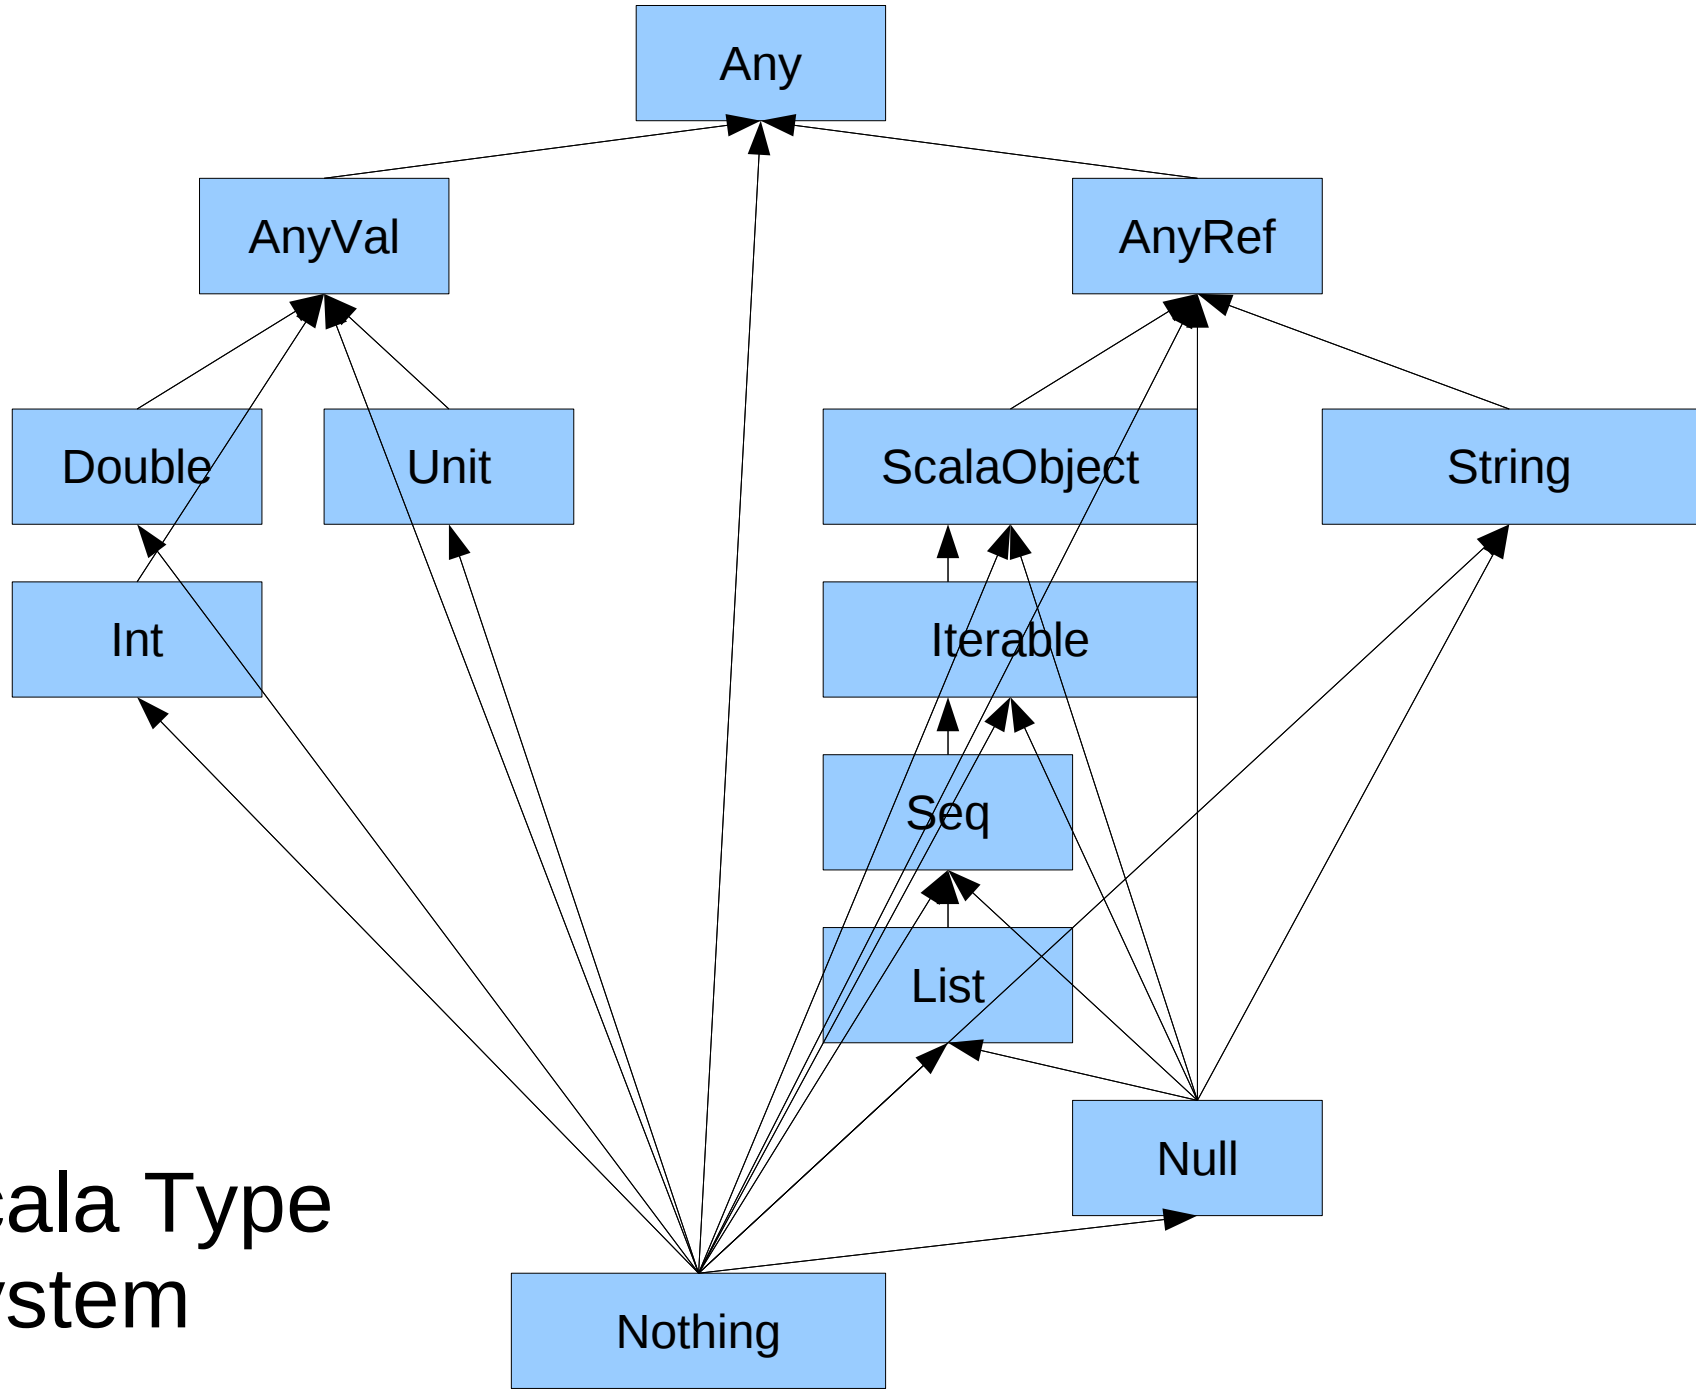 Any
AnyVal
AnyRef
Double
Unit
ScalaObject
String
Int
Iterable
Seq
List
Null
cala Type
ystem
Nothing